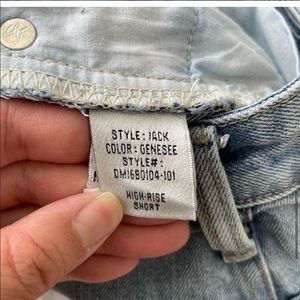 STYLE: JACK
COLOR: GENESEE
STYLE#:
DM16B0104-101
HIGH-RISE
SHORT